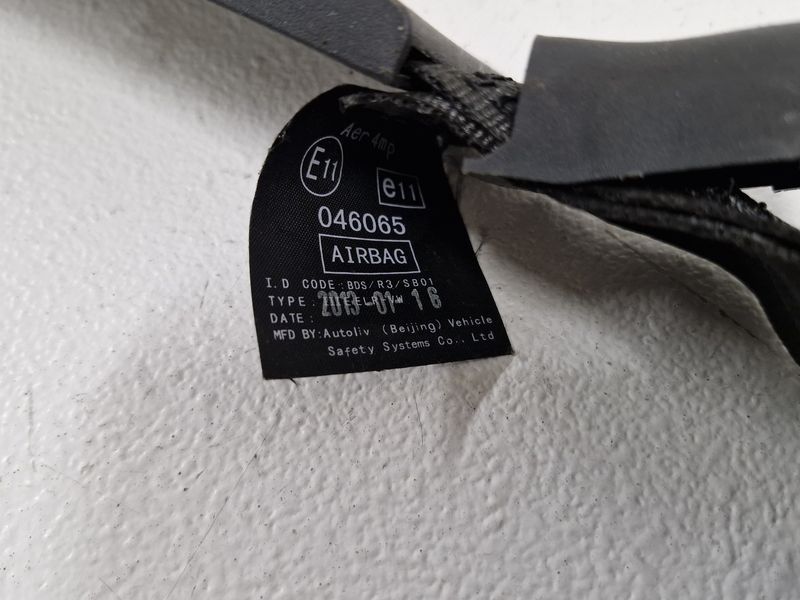 Aer4mp
E11
e11
046065
AIRBAG
I.D CODE:BDS/R3/SB01
TYPE:
2013-01-16
DATE:
MFD BY:Autoliv (Beijing) Vehicle
Safety Systems Co., Ltd